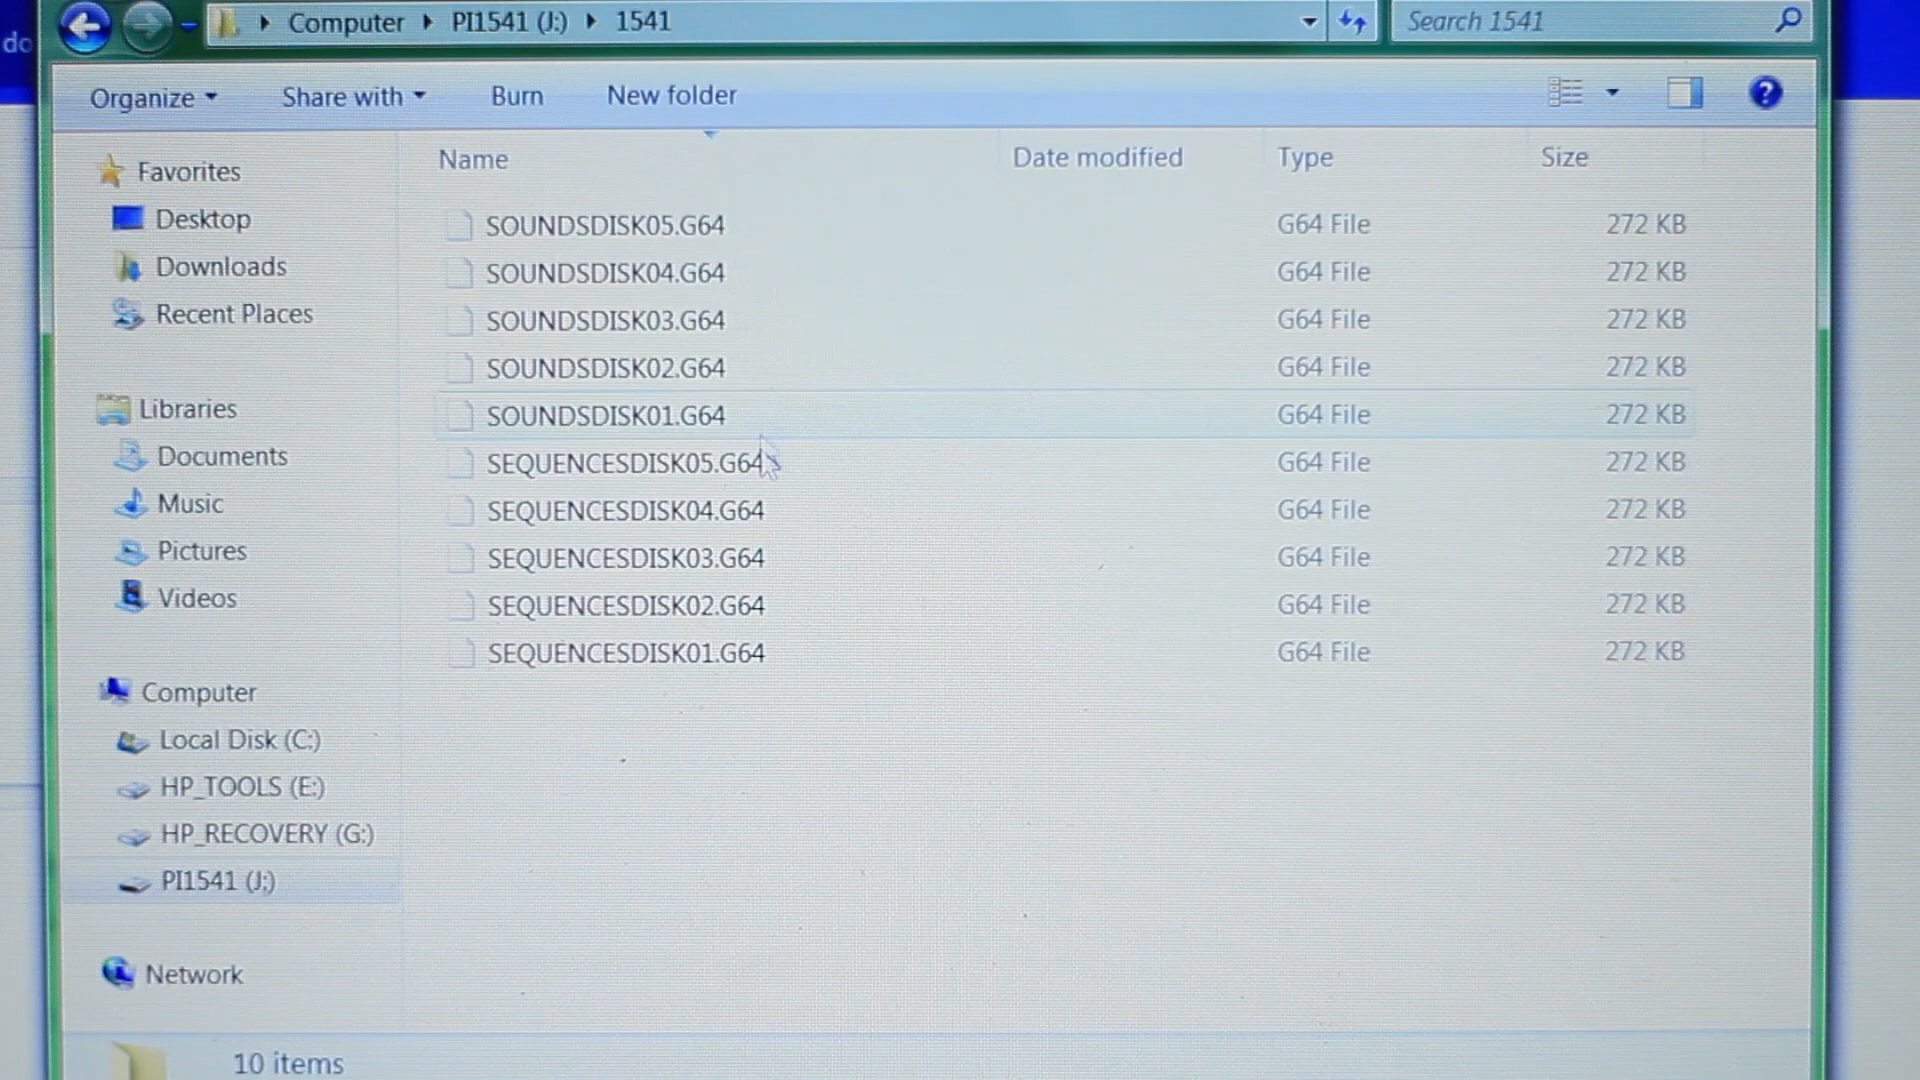 do
Computer PI1541 (J:) 1541
Search 1541
Organize Share with Burn New folder
Name Date modified Type Size
Favorites
Desktop
Downloads
Recent Places
Libraries
Documents
Music
Pictures
Videos
Computer
Local Disk (C:)
HP_TOOLS (E:)
HP_RECOVERY (G:)
PI1541 (J:)
Network
SOUNDSDISK05.G64 G64 File 272 KB
SOUNDSDISK04.G64 G64 File 272 KB
SOUNDSDISK03.G64 G64 File 272 KB
SOUNDSDISK02.G64 G64 File 272 KB
SOUNDSDISK01.G64 G64 File 272 KB
SEQUENCESDISK05.G64 G64 File 272 KB
SEQUENCESDISK04.G64 G64 File 272 KB
SEQUENCESDISK03.G64 G64 File 272 KB
SEQUENCESDISK02.G64 G64 File 272 KB
SEQUENCESDISK01.G64 G64 File 272 KB
10 items